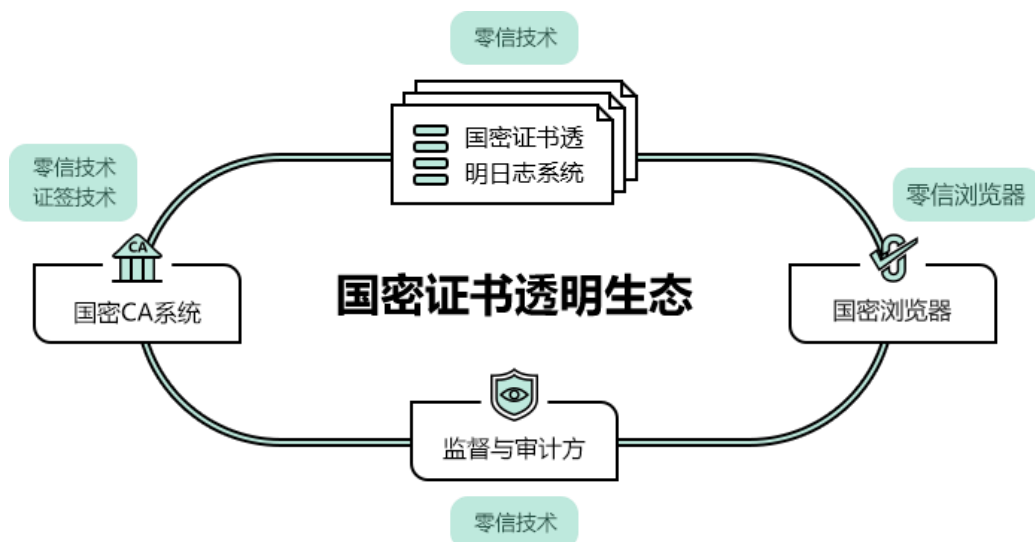 零信技术
国密证书透
明日志系统
零信技术
证签技术
零信浏览器
CA
国密CA系统
国密证书透明生态
国密浏览器
监督与审计方
零信技术